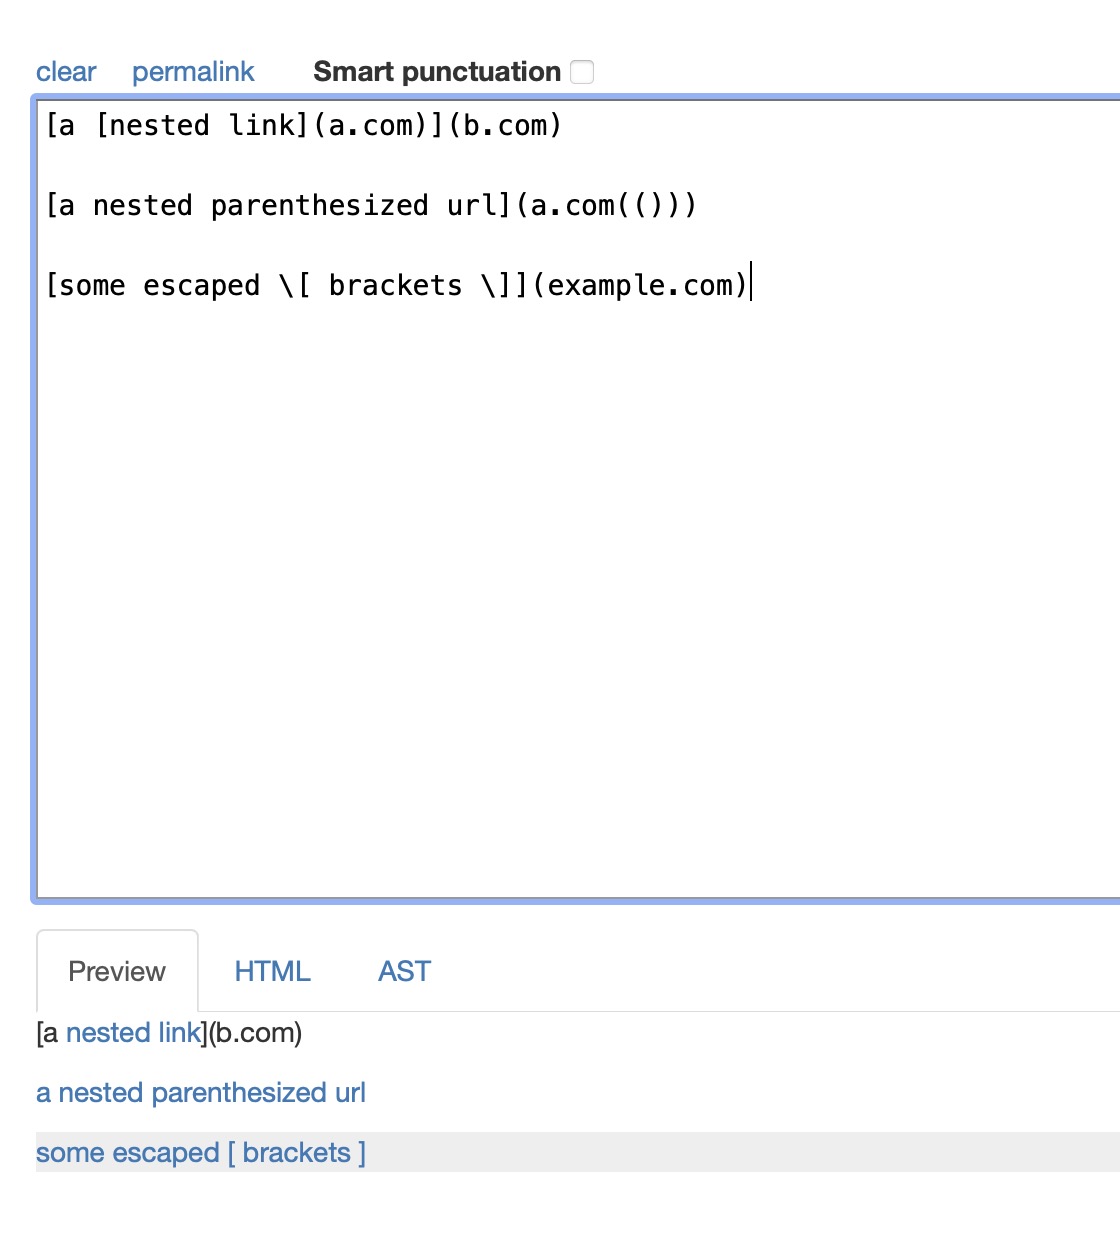 clear permalink Smart punctuation
[a [nested link](a.com)](b.com)
[a nested parenthesized url](a.com(()))
[some escaped \[ brackets \]](example.com)
Preview HTML AST
[a nested link](b.com)
a nested parenthesized url
some escaped [ brackets ]